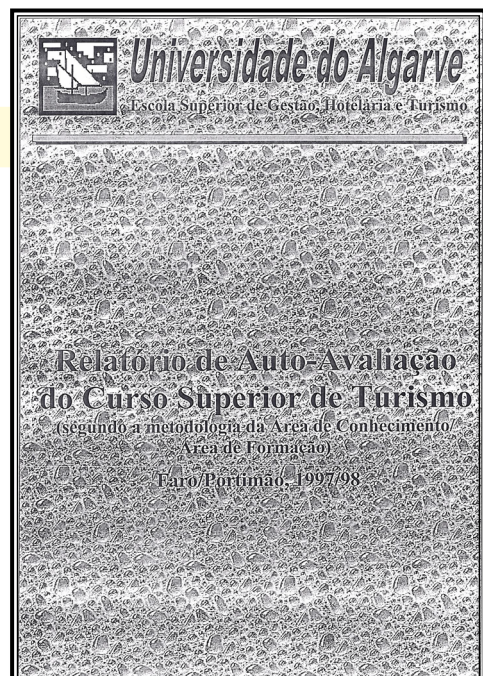 Universidade do Algarve
Escola Superior de Gestão, Hotelaria e Turismo
Relatório de Auto-Avaliação
do Curso Superior de Turismo
(segundo a metodologia da Área de Conhecimento/
Área de Formação)
Faro/Portimão, 1997/98